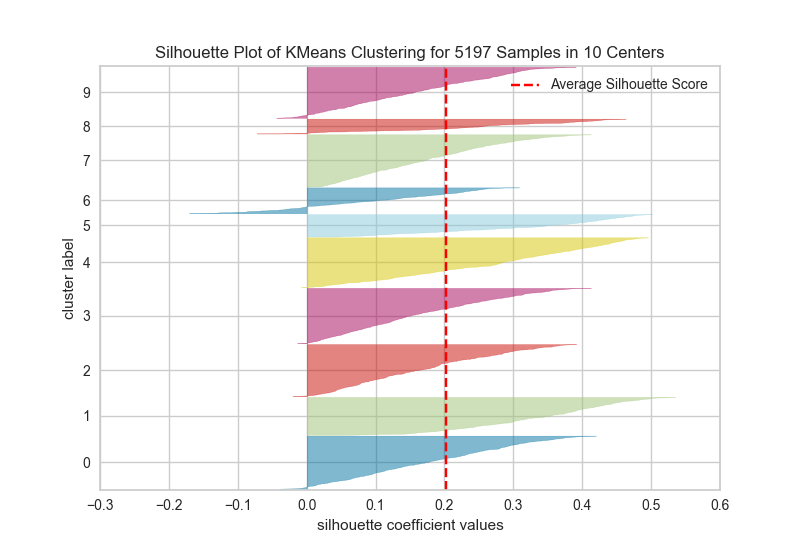 Silhouette Plot of KMeans Clustering for 5197 Samples in 10 Centers
Average Silhouette Score
cluster label
9
8
7
6
5
4
3
2
1
0
−0.3 −0.2 −0.1 0.0 0.1 0.2 0.3 0.4 0.5 0.6
silhouette coefficient values